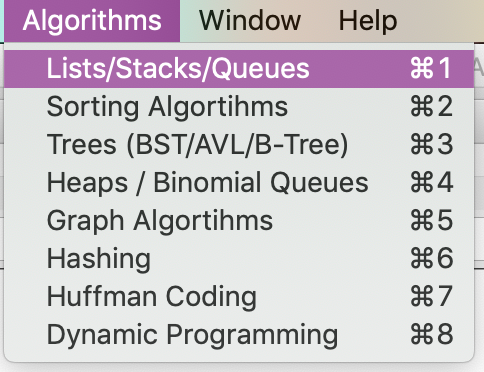 Algorithms Window Help
Lists/Stacks/Queues ⌘1
Sorting Algortihms ⌘2
Trees (BST/AVL/B-Tree) ⌘3
Heaps / Binomial Queues ⌘4
Graph Algortihms ⌘5
Hashing ⌘6
Huffman Coding ⌘7
Dynamic Programming ⌘8